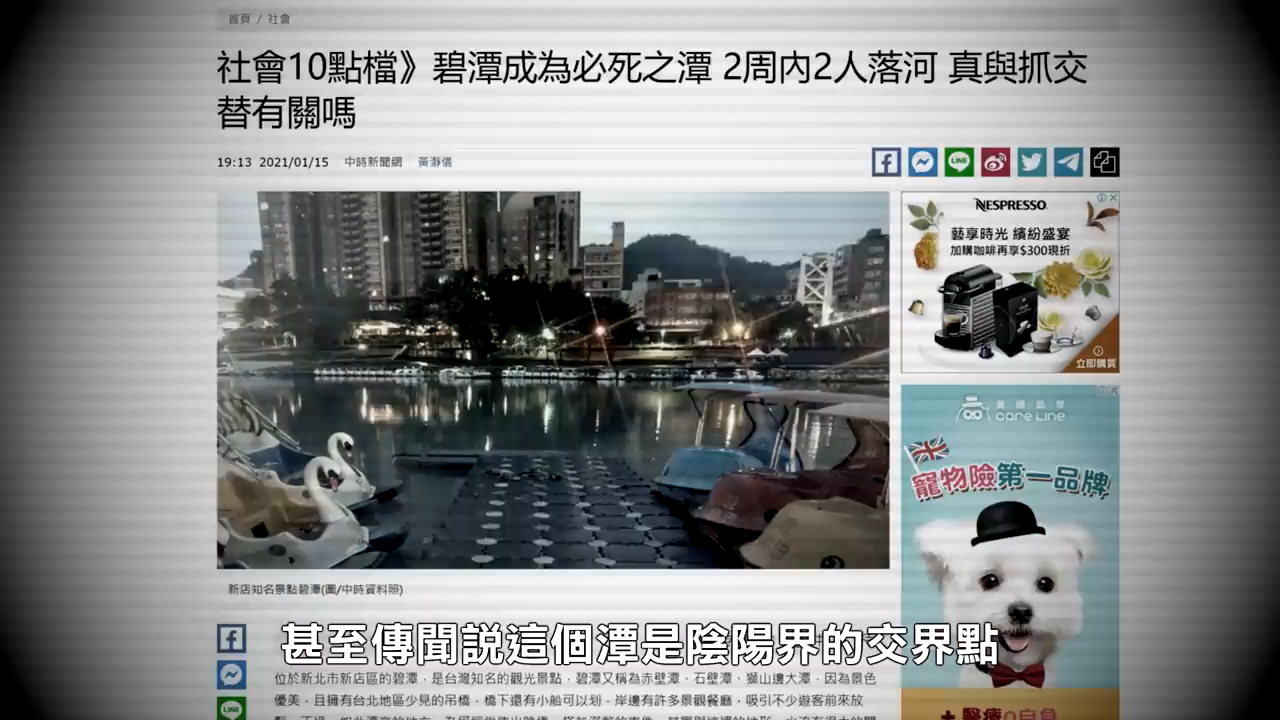 首頁 / 社會
社會10點檔》碧潭成為必死之潭 2周內2人落河 真與抓交
替有關嗎
19:13 2021/01/15 中時新聞網 黃瀞儀
LINE
NESPRESSO
藝享時光 繽紛盛宴
加購咖啡再享$300現折
立即購買
care Line
寵物險第一品牌
新店知名景點碧潭(圖/中時資料照)
甚至傳聞説這個潭是陰陽界的交界點
位於新北市新店區的碧潭，是台灣知名的觀光景點，碧潭又稱為赤壁潭、石壁潭、獅山邊大潭，因為景色
優美，且擁有台北地區少見的吊橋，橋下還有小船可以划，岸邊有許多景觀餐廳，吸引不少遊客前來放
LINE